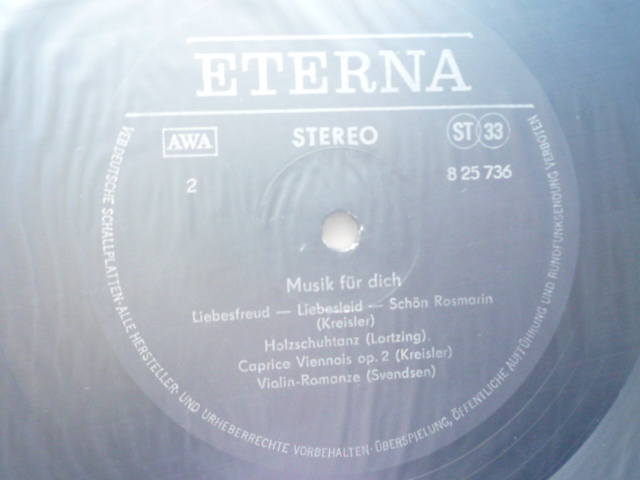 ETERNA
AWA
STEREO
ST 33
2
8 25 736
Musik für dich
Liebesfreud — Liebesleid — Schön Rosmarin
(Kreisler)
Holzschuhtanz (Lortzing).
Caprice Viennois op. 2 (Kreisler)
Violin-Romanze (Svendsen)
VEB DEUTSCHE SCHALLPLATTEN · ALLE HERSTELLER- UND URHEBERRECHTE VORBEHALTEN · ÜBERSPIELUNG, ÖFFENTLICHE AUFFÜHRUNG UND RUNDFUNKSENDUNG VERBOTEN